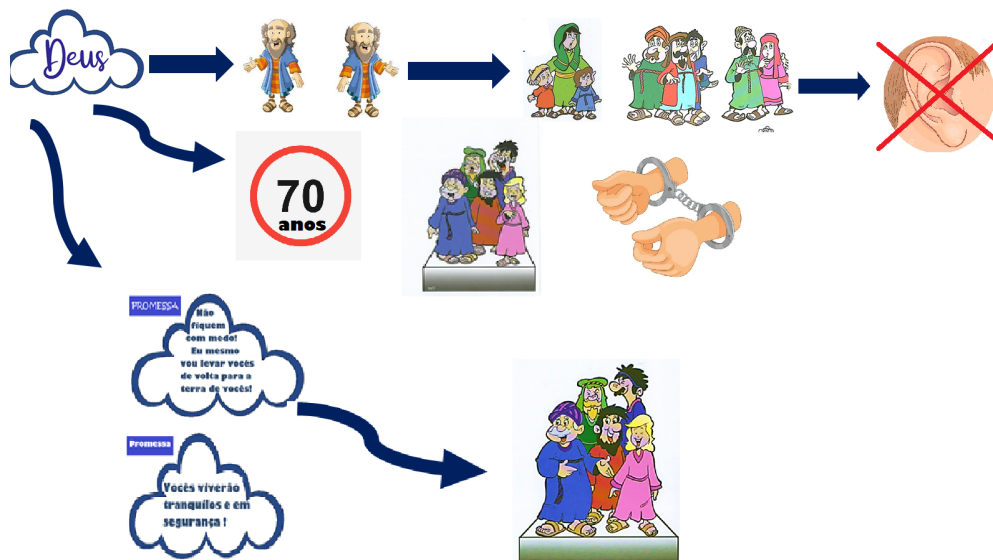 Deus
70
anos
PROMESSA
Não
fiquem
com medo!
Eu mesmo
vou levar vocês
de volta para a
terra de vocês!
Promessa
Vocês viverão
tranquilos e em
segurança !